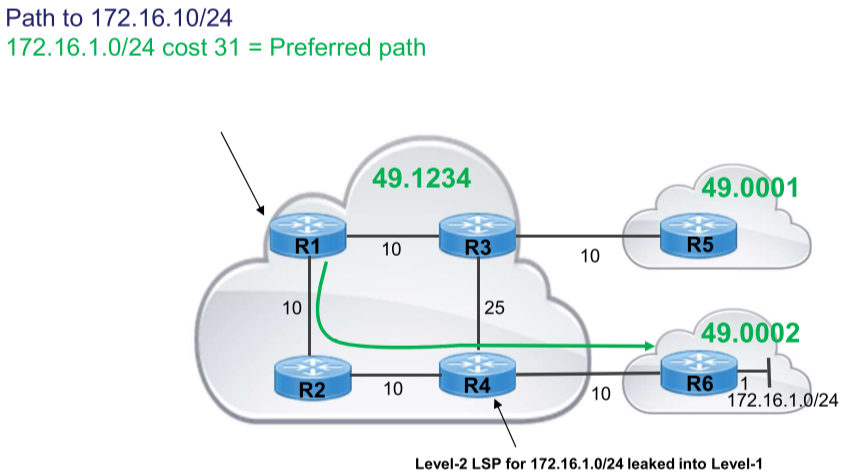 Path to 172.16.10/24
172.16.1.0/24 cost 31 = Preferred path
49.1234
49.0001
R1
10
R3
10
R5
10
25
49.0002
R2
10
R4
10
R6
1
172.16.1.0/24
Level-2 LSP for 172.16.1.0/24 leaked into Level-1